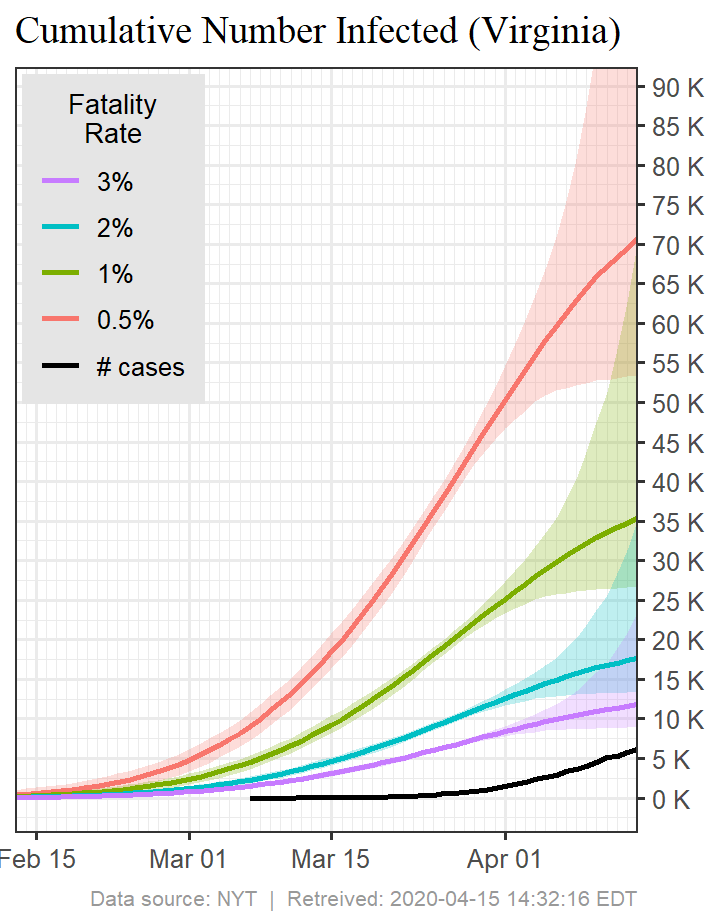 Cumulative Number Infected (Virginia)
Fatality
Rate
3%
2%
1%
0.5%
# cases
90 K
85 K
80 K
75 K
70 K
65 K
60 K
55 K
50 K
45 K
40 K
35 K
30 K
25 K
20 K
15 K
10 K
5 K
0 K
Feb 15 Mar 01 Mar 15 Apr 01
Data source: NYT | Retreived: 2020-04-15 14:32:16 EDT